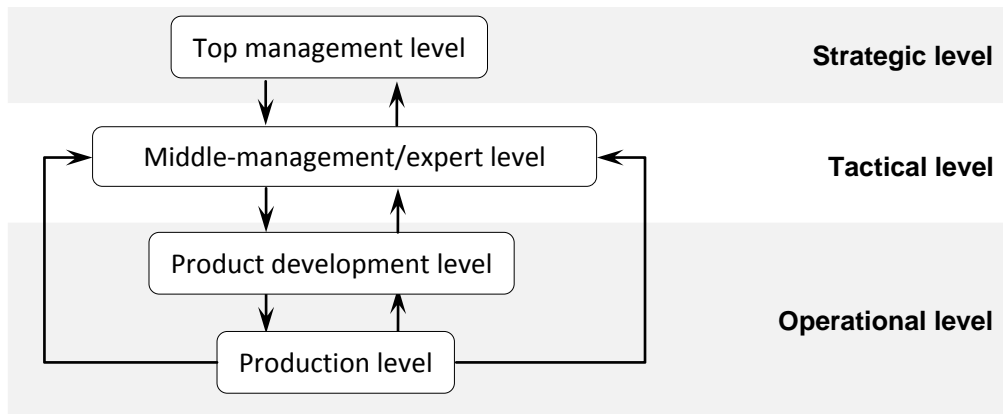 Top management level
Strategic level
Middle-management/expert level
Tactical level
Product development level
Operational level
Production level